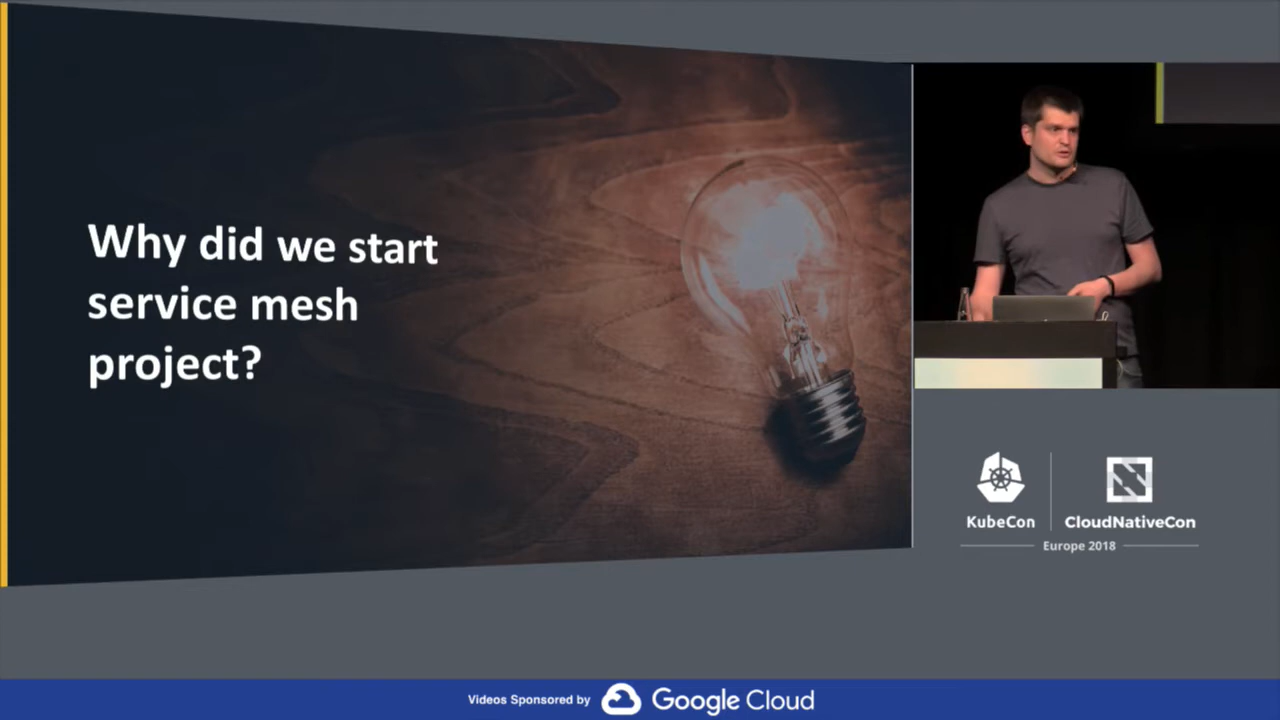 Why did we start
service mesh
project?
KubeCon
CloudNativeCon
Europe 2018
Videos Sponsored by
Google Cloud